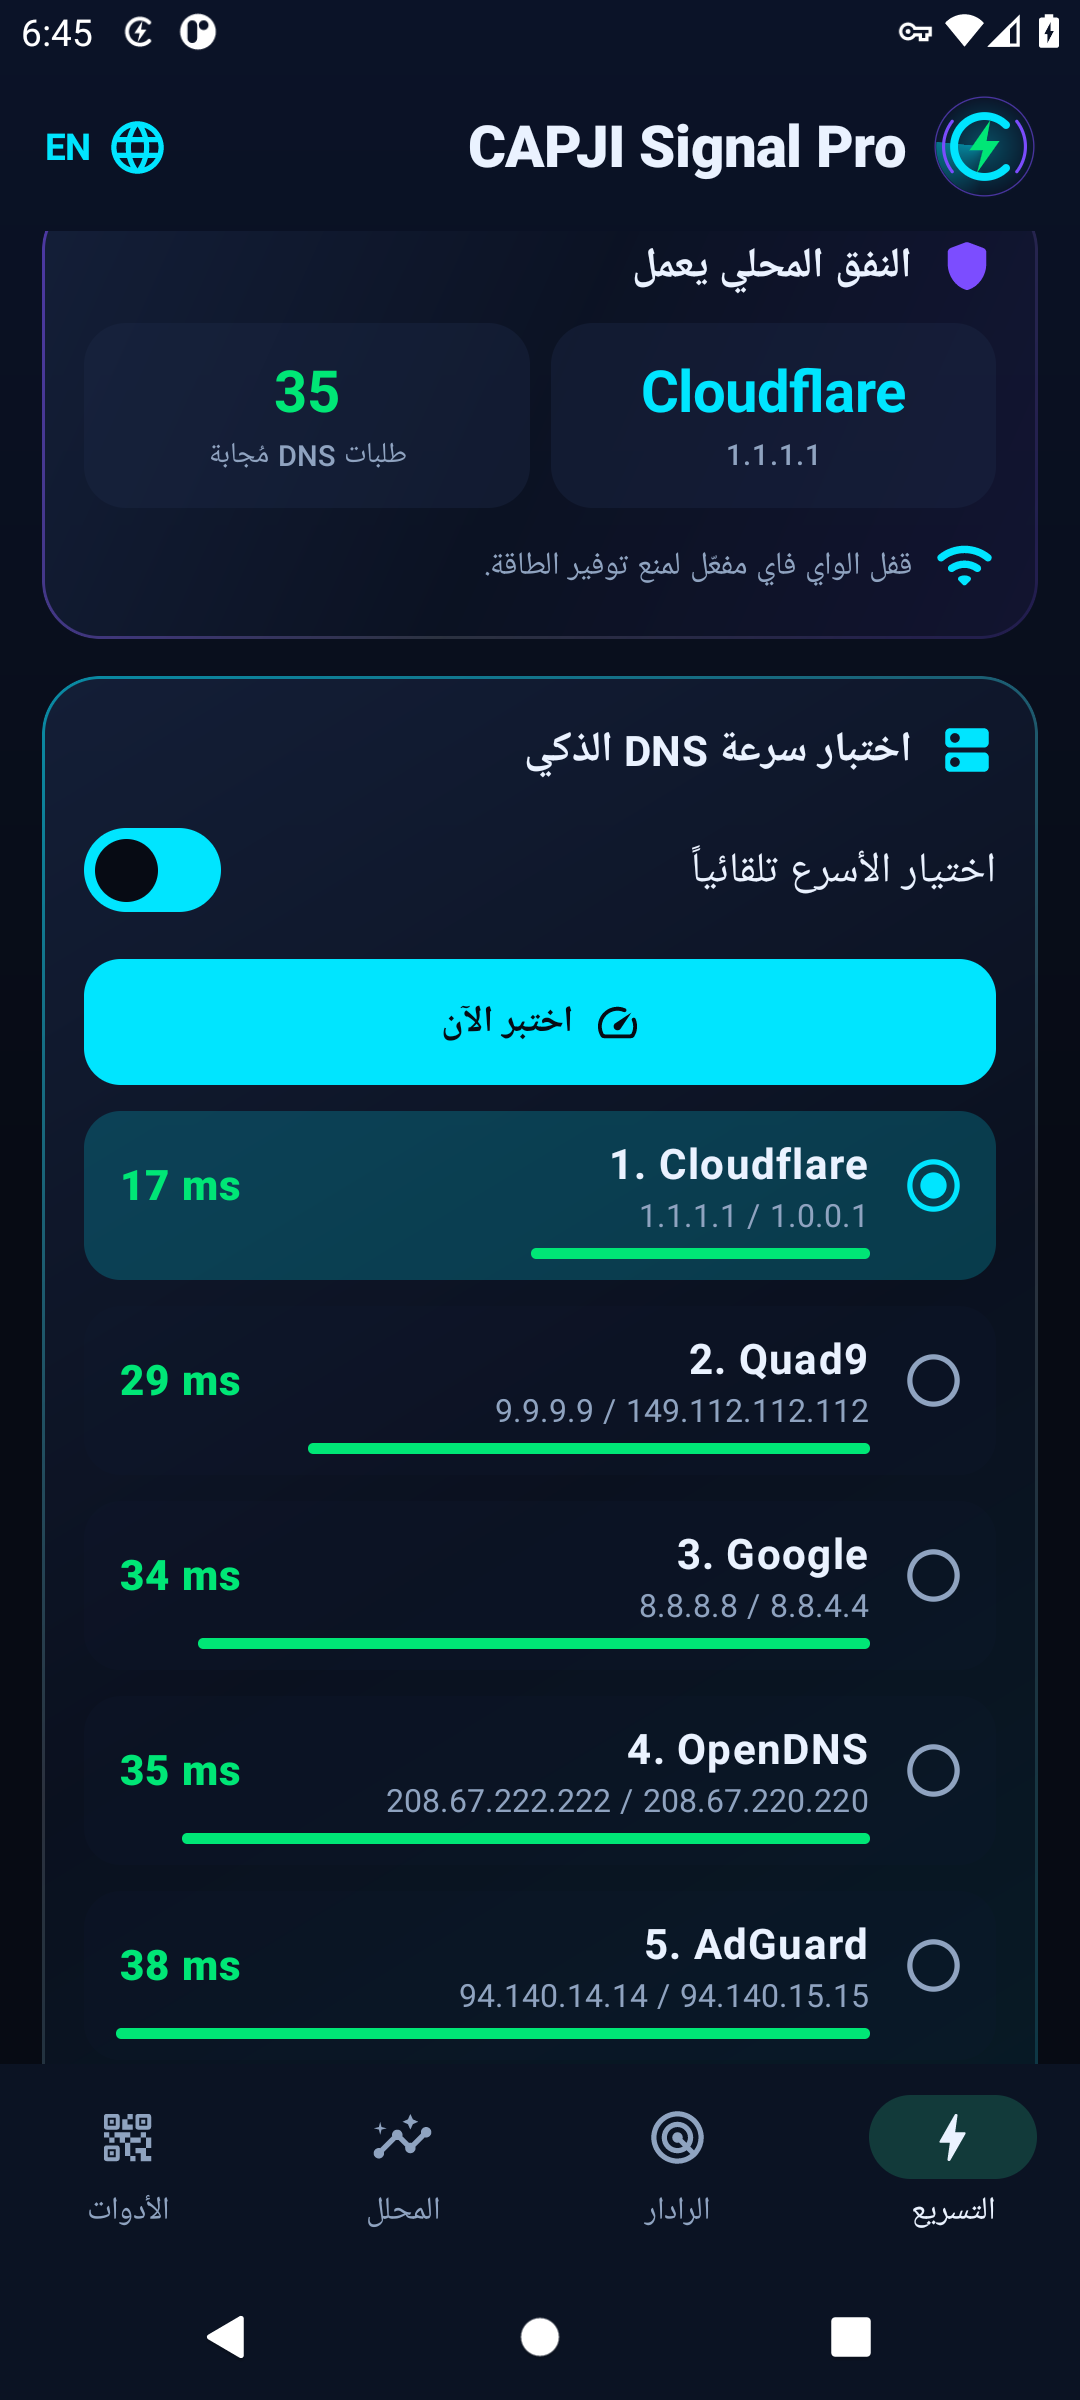 6:45
CAPJI Signal Pro
EN
النفق المحلي يعمل
Cloudflare
1.1.1.1
35
طلبات DNS مُجابة
قفل الواي فاي مفعّل لمنع توفير الطاقة.
اختبار سرعة DNS الذكي
اختيار الأسرع تلقائياً
اختبر الآن
1. Cloudflare
1.1.1.1 / 1.0.0.1
17 ms
2. Quad9
9.9.9.9 / 149.112.112.112
29 ms
3. Google
8.8.8.8 / 8.8.4.4
34 ms
4. OpenDNS
208.67.222.222 / 208.67.220.220
35 ms
5. AdGuard
94.140.14.14 / 94.140.15.15
38 ms
التسريع
الرادار
المحلل
الأدوات